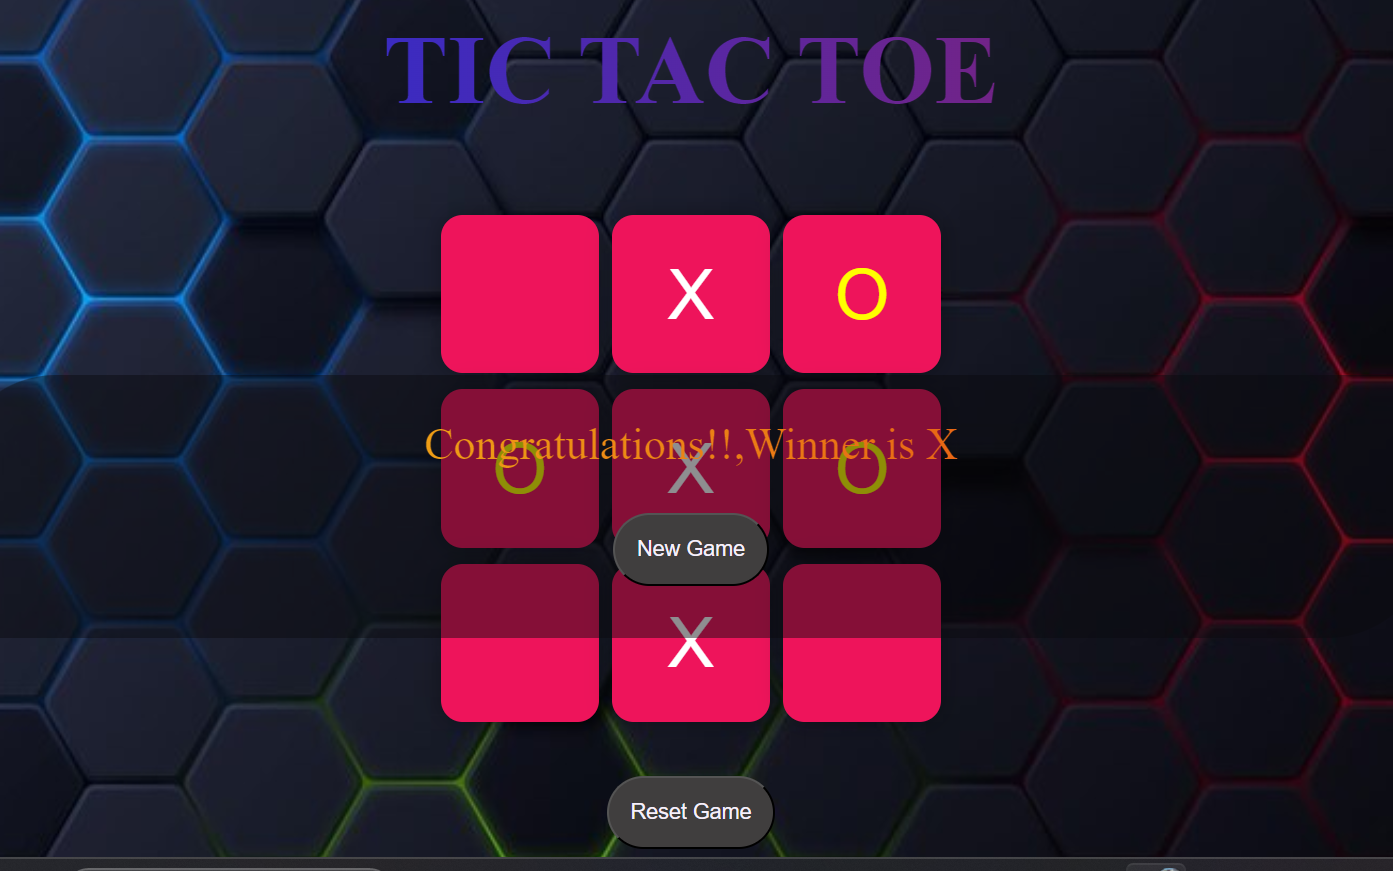 TIC TAC TOE
X O
Congratulations!!,Winner is X
O X O
New Game
X
Reset Game